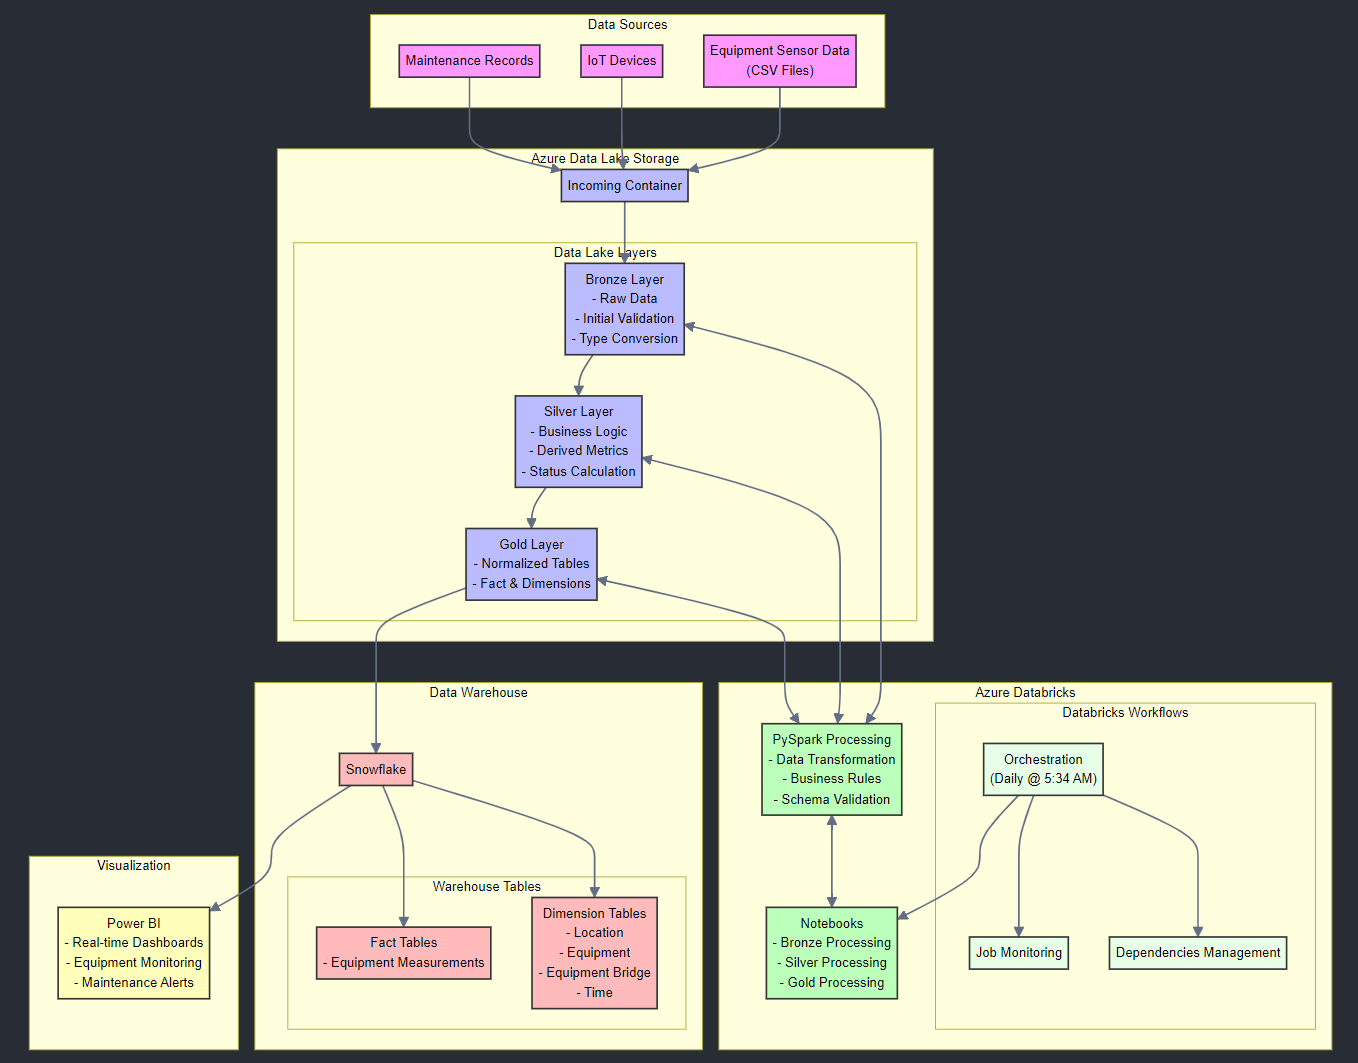 Data Sources
Maintenance Records
IoT Devices
Equipment Sensor Data
(CSV Files)
Azure Data Lake Storage
Incoming Container
Data Lake Layers
Bronze Layer
- Raw Data
- Initial Validation
- Type Conversion
Silver Layer
- Business Logic
- Derived Metrics
- Status Calculation
Gold Layer
- Normalized Tables
- Fact & Dimensions
Data Warehouse
Snowflake
Warehouse Tables
Fact Tables
- Equipment Measurements
Dimension Tables
- Location
- Equipment
- Equipment Bridge
- Time
Visualization
Power BI
- Real-time Dashboards
- Equipment Monitoring
- Maintenance Alerts
Azure Databricks
PySpark Processing
- Data Transformation
- Business Rules
- Schema Validation
Notebooks
- Bronze Processing
- Silver Processing
- Gold Processing
Databricks Workflows
Orchestration
(Daily @ 5:34 AM)
Job Monitoring
Dependencies Management